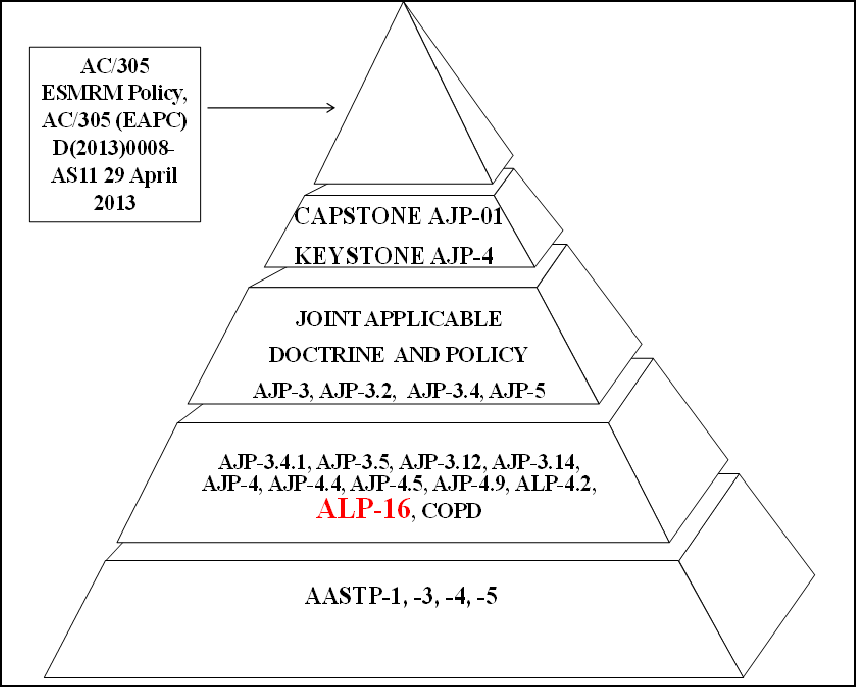 AC/305
ESMRM Policy,
AC/305 (EAPC)
D(2013)0008-
AS11 29 April
2013
CAPSTONE AJP-01
KEYSTONE AJP-4
JOINT APPLICABLE
DOCTRINE AND POLICY
AJP-3, AJP-3.2, AJP-3.4, AJP-5
AJP-3.4.1, AJP-3.5, AJP-3.12, AJP-3.14,
AJP-4, AJP-4.4, AJP-4.5, AJP-4.9, ALP-4.2,
ALP-16, COPD
AASTP-1, -3, -4, -5